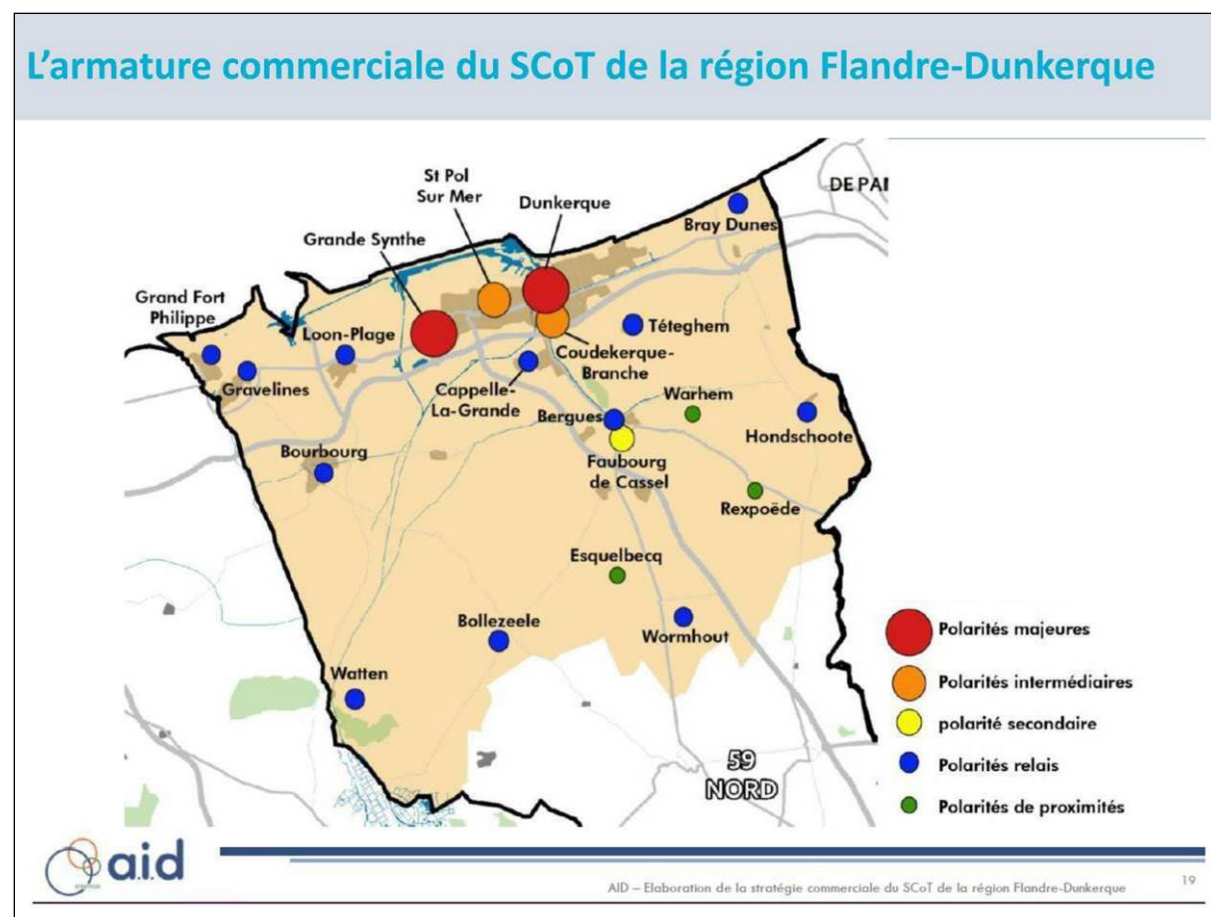 L'armature commerciale du SCoT de la région Flandre-Dunkerque
St Pol
Sur Mer
Dunkerque
DE PAI
Bray Dunes
Grande Synthe
Grand Fort
Philippe
Loon-Plage
Téteghem
Gravelines
Coudekerque-
Branche
Cappelle-
La-Grande
Warhem
Bergues
Hondschoote
Bourbourg
Faubourg
de Cassel
Rexpoëde
Esquelbecq
Bollezeele
Wormhout
Watten
59
NORD
Polarités majeures
Polarités intermédiaires
polarité secondaire
Polarités relais
Polarités de proximités
a.i.d
AID – Elaboration de la stratégie commerciale du SCoT de la région Flandre-Dunkerque
19